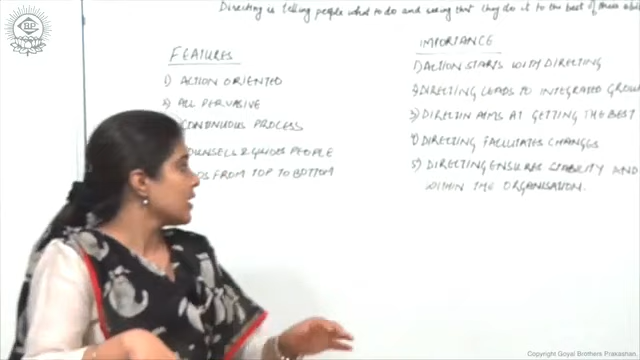 Directing is telling people what to do and seeing that they do it to the best of their
FEATURES
1) ACTION ORIENTED
2) ALL PERVASIVE
CONTINUOUS PROCESS
COUNSELS & GUIDES PEOPLE
FROM TOP TO BOTTOM
IMPORTANCE
1) ACTION STARTS WITH DIRECTING
2) DIRECTING LEADS TO INTEGRATED
3) DIRECTIN AIMS AT GETTING THE BEST
4) DIRECTING FACILITATES CHANGES
5) DIRECTING ENSURES STABILITY AND
WITHIN THE ORGANISATION.
Copyright Goyal Brothers Prakashan